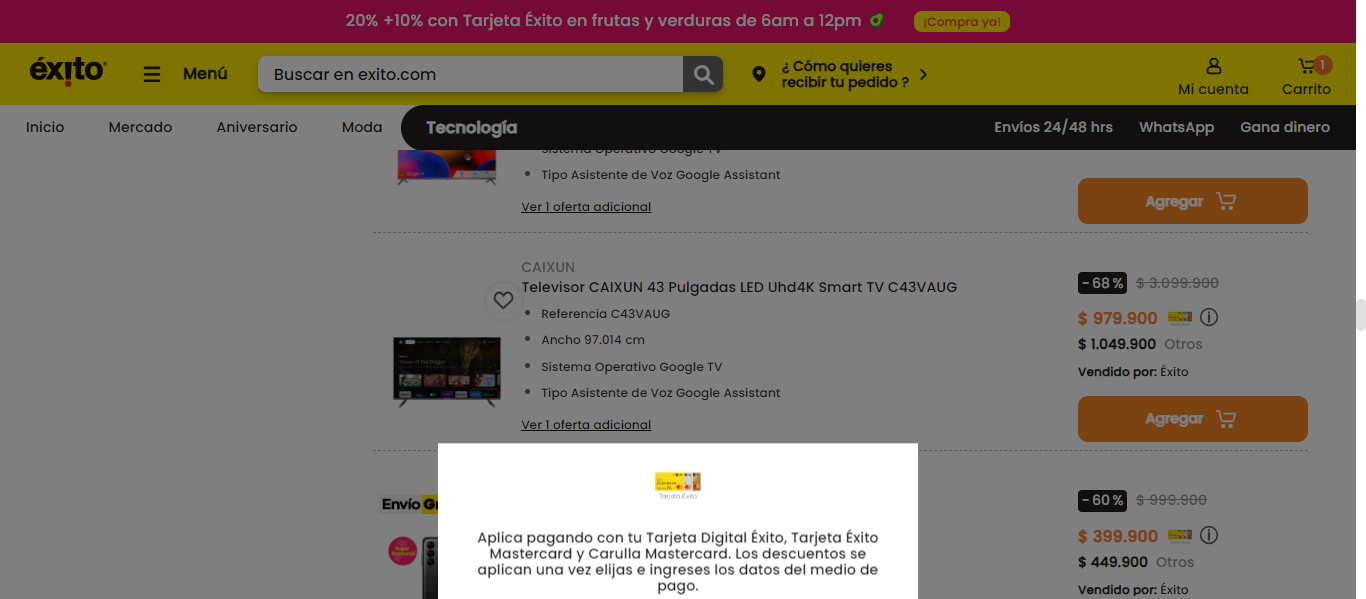 20% +10% con Tarjeta Éxito en frutas y verduras de 6am a 12pm
¡Compra ya!
éxito
Menú
Buscar en exito.com
¿ Cómo quieres
recibir tu pedido ?
Mi cuenta
1
Carrito
Inicio
Mercado
Aniversario
Moda
Tecnología
Envíos 24/48 hrs
WhatsApp
Gana dinero
Sistema Operativo Google TV
Tipo Asistente de Voz Google Assistant
Ver 1 oferta adicional
Agregar
CAIXUN
Televisor CAIXUN 43 Pulgadas LED Uhd4K Smart TV C43VAUG
Referencia C43VAUG
Ancho 97.014 cm
Sistema Operativo Google TV
Tipo Asistente de Voz Google Assistant
Ver 1 oferta adicional
- 68 % $ 3.099.900
$ 979.900
$ 1.049.900 Otros
Vendido por: Éxito
Agregar
Envío
- 60 % $ 999.900
$ 399.900
$ 449.900 Otros
Vendido por: Éxito
Tarjeta Éxito
Aplica pagando con tu Tarjeta Digital Éxito, Tarjeta Éxito
Mastercard y Carulla Mastercard. Los descuentos se
aplican una vez elijas e ingreses los datos del medio de
pago.